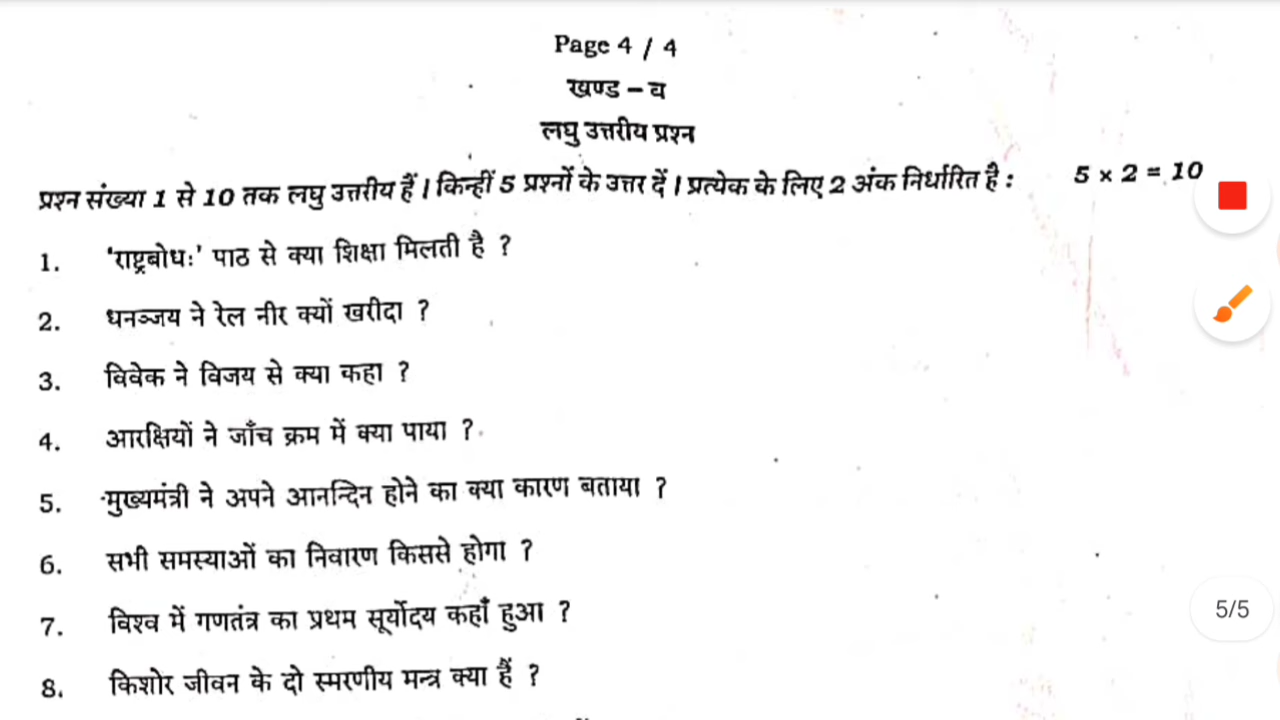 Page 4 / 4
खण्ड – व
लघु उत्तरीय प्रश्न
प्रश्न संख्या 1 से 10 तक लघु उत्तरीय हैं । किन्हीं 5 प्रश्नों के उत्तर दें । प्रत्येक के लिए 2 अंक निर्धारित है : 5 × 2 = 10
1. 'राष्ट्रबोधः' पाठ से क्या शिक्षा मिलती है ?
2. धनञ्जय ने रेल नीर क्यों खरीदा ?
3. विवेक ने विजय से क्या कहा ?
4. आरक्षियों ने जाँच क्रम में क्या पाया ?
5. मुख्यमंत्री ने अपने आनन्दिन होने का क्या कारण बताया ?
6. सभी समस्याओं का निवारण किससे होगा ?
5/5
7. विश्व में गणतंत्र का प्रथम सूर्योदय कहाँ हुआ ?
8. किशोर जीवन के दो स्मरणीय मन्त्र क्या हैं ?